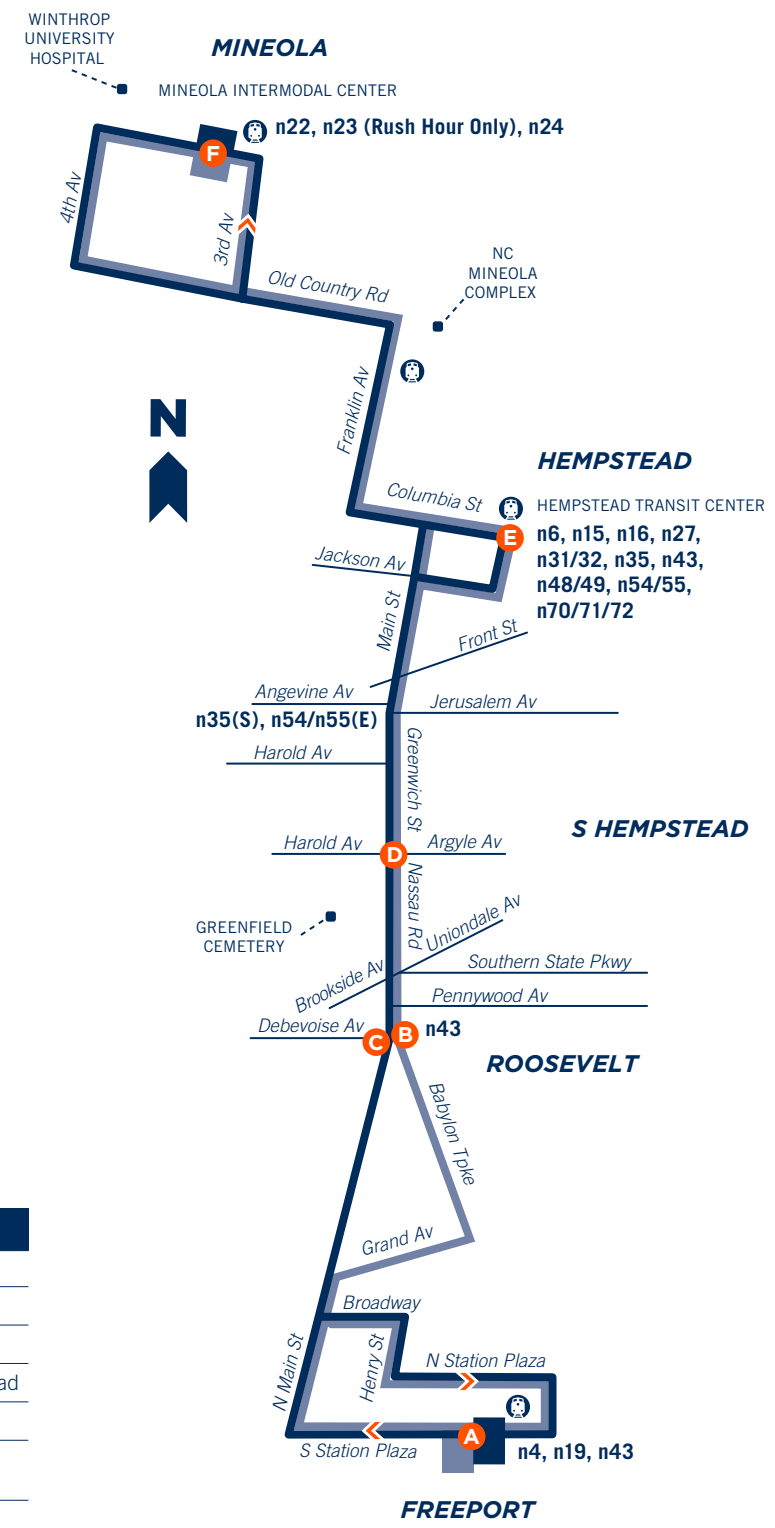 WINTHROP
UNIVERSITY
HOSPITAL
MINEOLA
MINEOLA INTERMODAL CENTER
n22, n23 (Rush Hour Only), n24
F
4th Av
3rd Av
Old Country Rd
NC
MINEOLA
COMPLEX
Franklin Av
N
HEMPSTEAD
Columbia St
HEMPSTEAD TRANSIT CENTER
E
n6, n15, n16, n27,
n31/32, n35, n43,
n48/49, n54/55,
n70/71/72
Jackson Av
Main St
Front St
Angevine Av
Jerusalem Av
n35(S), n54/n55(E)
Harold Av
Greenwich St
S HEMPSTEAD
Harold Av
D
Argyle Av
Nassau Rd
GREENFIELD
CEMETERY
Uniondale Av
Brookside Av
Southern State Pkwy
Pennywood Av
Debevoise Av
C
B
n43
ROOSEVELT
Babylon Tpke
Grand Av
Broadway
N Main St
Henry St
N Station Plaza
ad
A
S Station Plaza
n4, n19, n43
FREEPORT